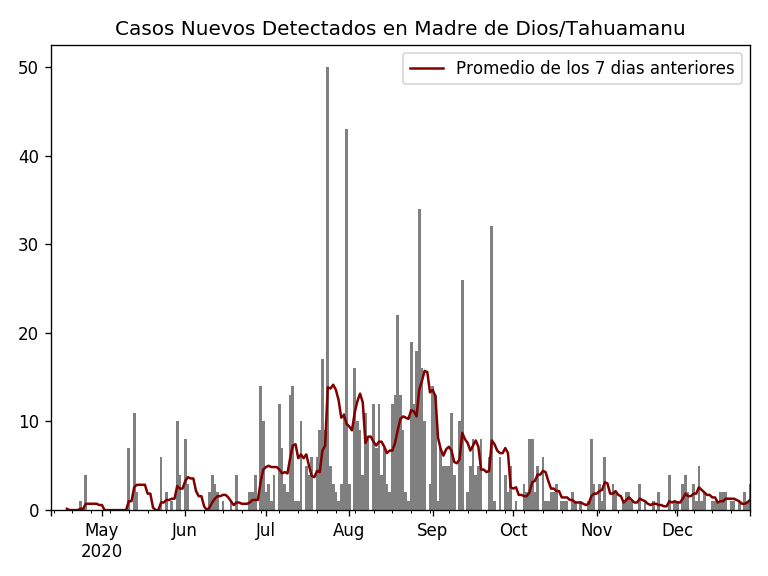 Casos Nuevos Detectados en Madre de Dios/Tahuamanu
Promedio de los 7 dias anteriores
50
40
30
20
10
0
May Jun Jul Aug Sep Oct Nov Dec
2020